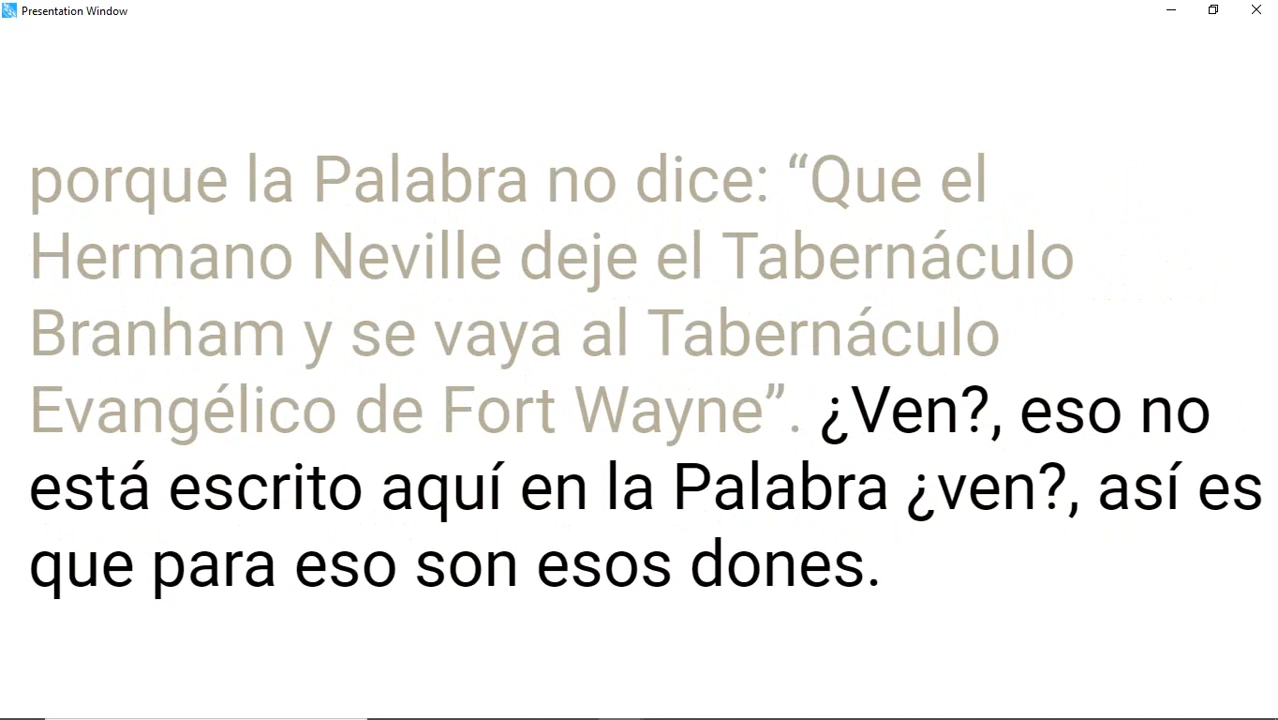 Presentation Window
porque la Palabra no dice: “Que el
Hermano Neville deje el Tabernáculo
Branham y se vaya al Tabernáculo
Evangélico de Fort Wayne”. ¿Ven?, eso no
está escrito aquí en la Palabra ¿ven?, así es
que para eso son esos dones.